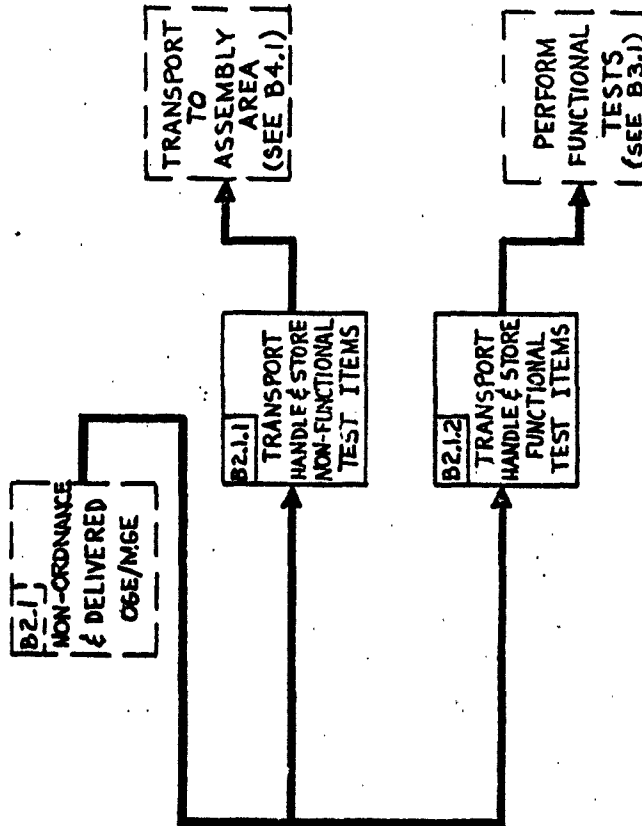 B2.1
NON-ORDNANCE
& DELIVERED
OGE/MGE
B2.1.1
TRANSPORT
HANDLE & STORE
NON-FUNCTIONAL
TEST ITEMS
TRANSPORT
TO
ASSEMBLY
AREA
(SEE B4.1)
B2.1.2
TRANSPORT
HANDLE & STORE
FUNCTIONAL
TEST ITEMS
PERFORM
FUNCTIONAL
TESTS
(SEE B3.1)